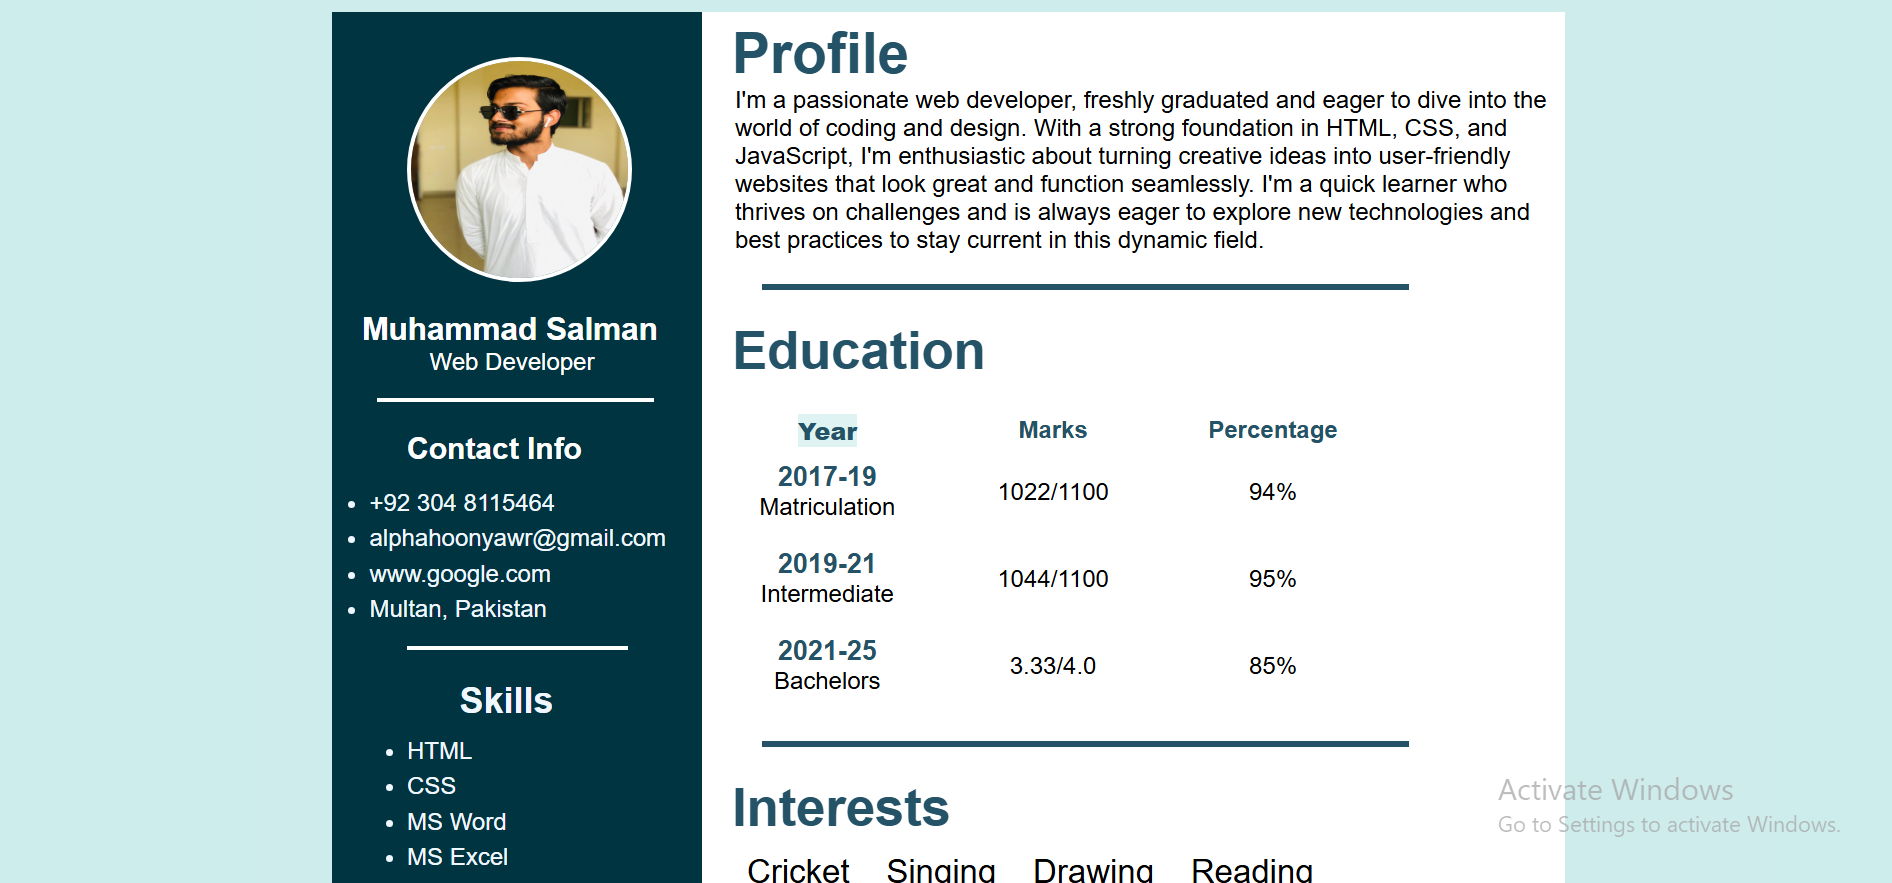 Muhammad Salman
Web Developer
Contact Info
+92 304 8115464
alphahoonyawr@gmail.com
www.google.com
Multan, Pakistan
Skills
HTML
CSS
MS Word
MS Excel
Profile
I'm a passionate web developer, freshly graduated and eager to dive into the
world of coding and design. With a strong foundation in HTML, CSS, and
JavaScript, I'm enthusiastic about turning creative ideas into user-friendly
websites that look great and function seamlessly. I'm a quick learner who
thrives on challenges and is always eager to explore new technologies and
best practices to stay current in this dynamic field.
Education
Year Marks Percentage
2017-19
Matriculation 1022/1100 94%
2019-21
Intermediate 1044/1100 95%
2021-25
Bachelors 3.33/4.0 85%
Interests
Cricket Singing Drawing Reading
Activate Windows
Go to Settings to activate Windows.